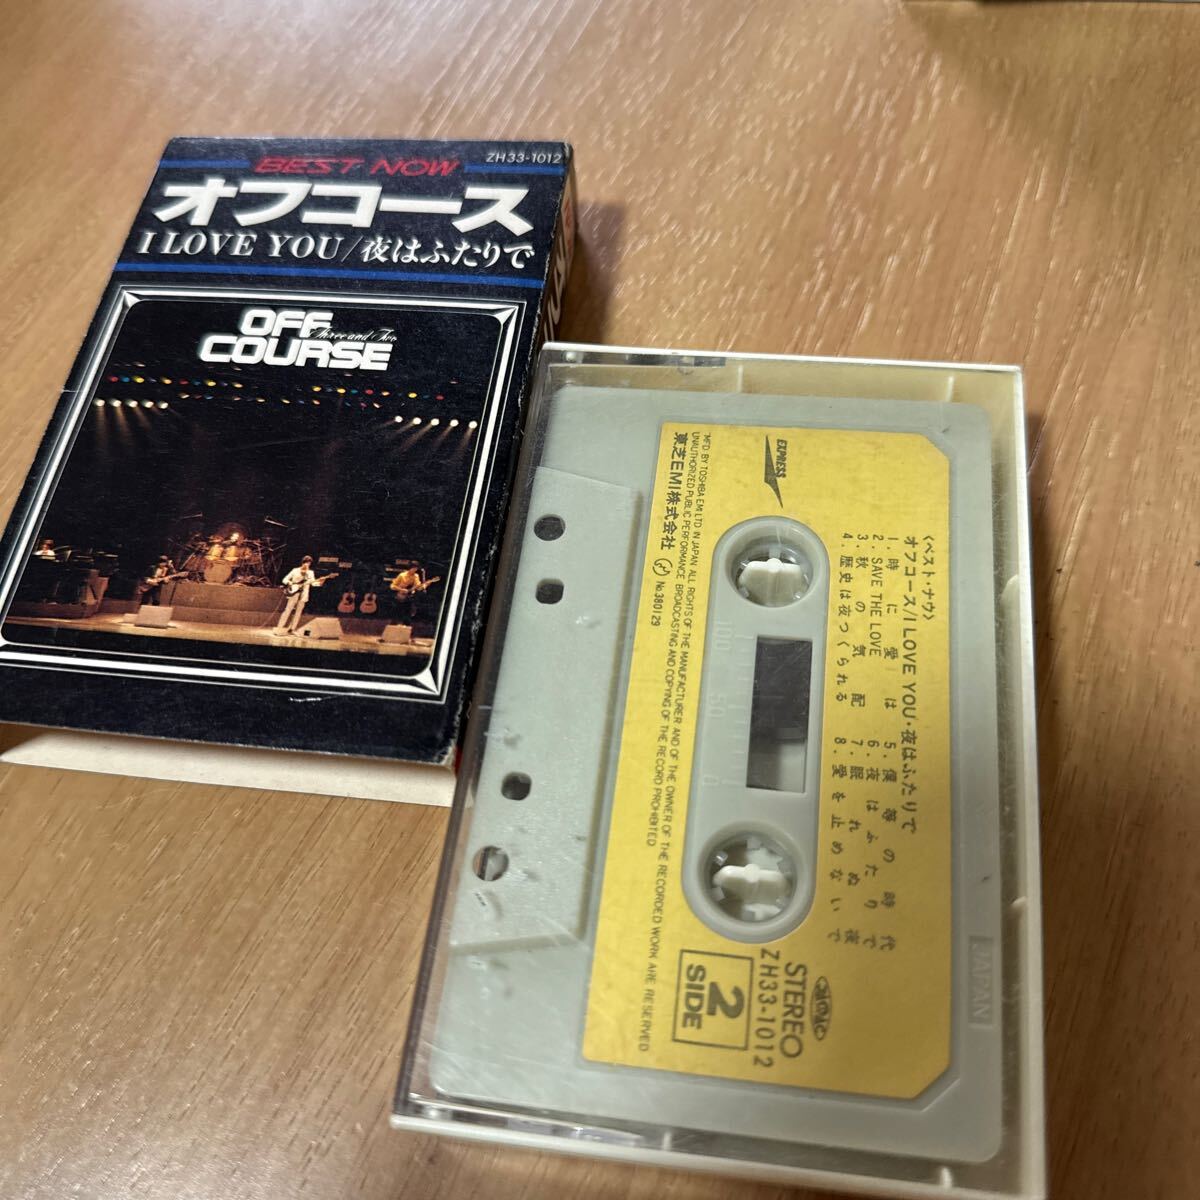 BEST NOW
ZH33-1012
オフコース
I LOVE YOU/夜はふたりで
OFF
Three and Two
COURSE
EXPRESS
〈ベスト・ナウ〉
オフコース/I LOVE YOU・夜はふたりで
1. 時に愛は
2. SAVE THE LOVE
3. 秋の気配
4. 歴史は夜つくられる
5. 僕等の時代
6. 夜はふたりで
7. 眠れぬ夜
8. 愛を止めないで
100 50 0
東芝EMI株式会社
No380129
"MFD BY TOSHIBA EMI LTD IN JAPAN ALL RIGHTS OF THE MANUFACTURER AND OF THE OWNER OF THE RECORDED WORK ARE RESERVED
UNAUTHORIZED PUBLIC PERFORMANCE BROADCASTING AND COPYING OF THE RECORD PROHIBITED
STEREO
ZH33-1012
2
SIDE
JAPAN